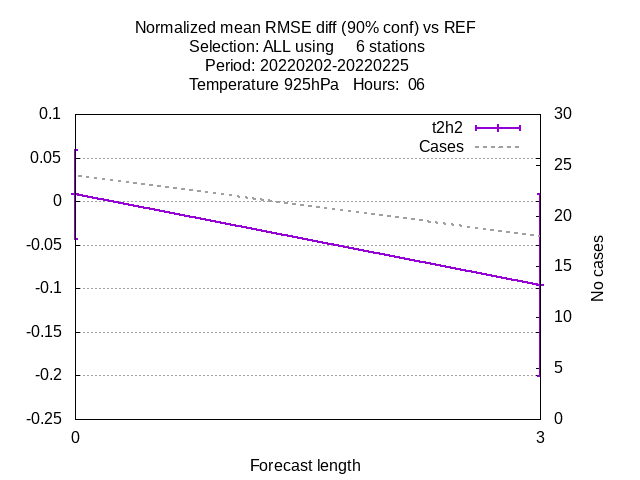 Normalized mean RMSE diff (90% conf) vs REF
Selection: ALL using     6 stations
Period: 20220202-20220225
Temperature 925hPa   Hours:  06
0.1
0.05
0
-0.05
-0.1
-0.15
-0.2
-0.25
30
25
20
15
10
5
0
t2h2
Cases
No cases
0
3
Forecast length